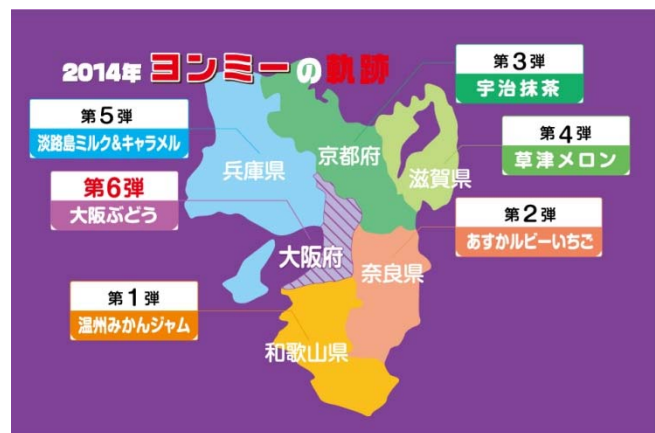 2014年 ヨンミーの軌跡
第3弾
宇治抹茶
第5弾
淡路島ミルク&キャラメル
第4弾
草津メロン
兵庫県
京都府
滋賀県
第6弾
大阪ぶどう
第2弾
あすかルビーいちご
大阪府
奈良県
第1弾
温州みかんジャム
和歌山県